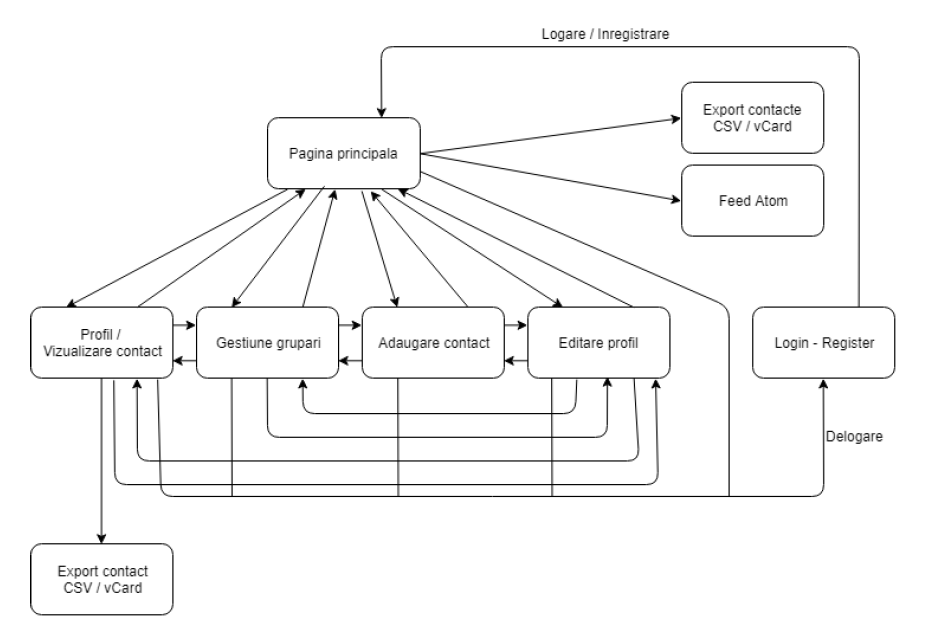 Logare / Inregistrare
Export contacte
CSV / vCard
Pagina principala
Feed Atom
Profil /
Vizualizare contact
Gestiune grupari
Adaugare contact
Editare profil
Login - Register
Delogare
Export contact
CSV / vCard